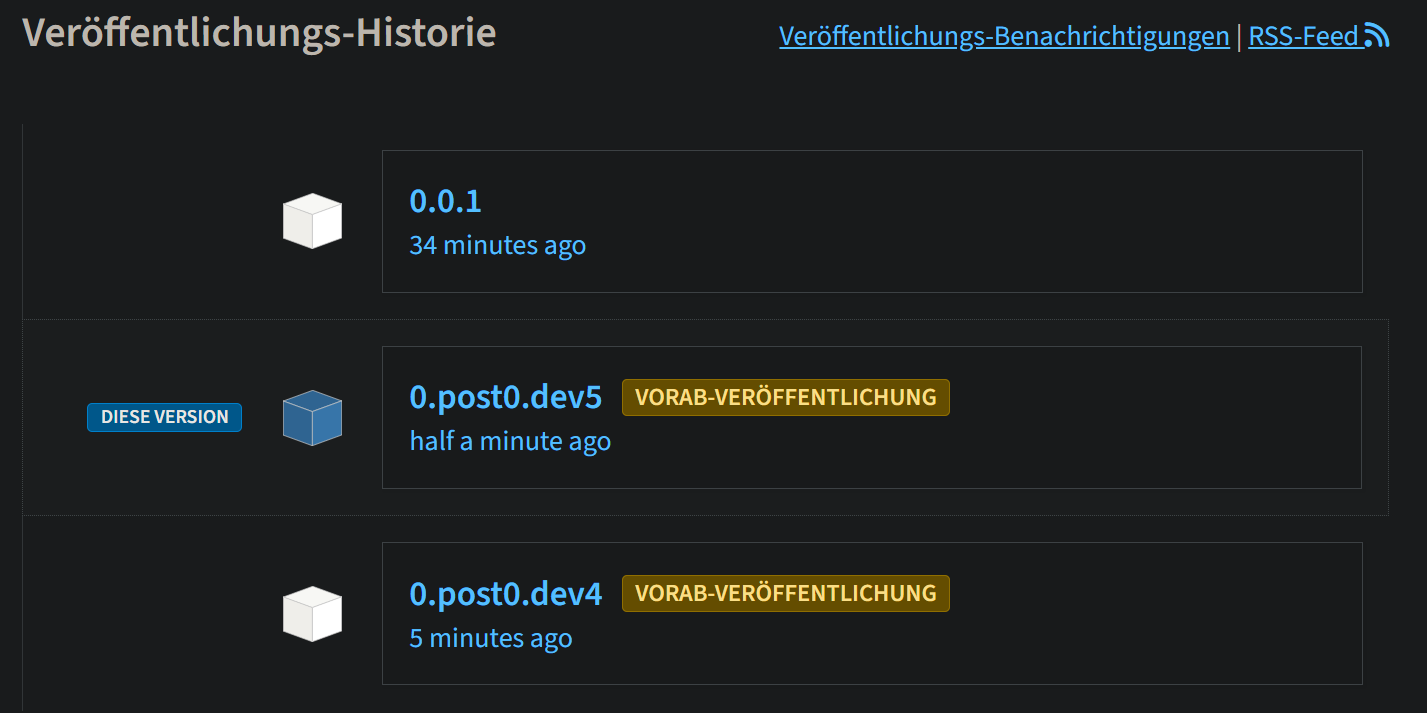 Veröffentlichungs-Historie
Veröffentlichungs-Benachrichtigungen | RSS-Feed
0.0.1
34 minutes ago
DIESE VERSION
0.post0.dev5 VORAB-VERÖFFENTLICHUNG
half a minute ago
0.post0.dev4 VORAB-VERÖFFENTLICHUNG
5 minutes ago